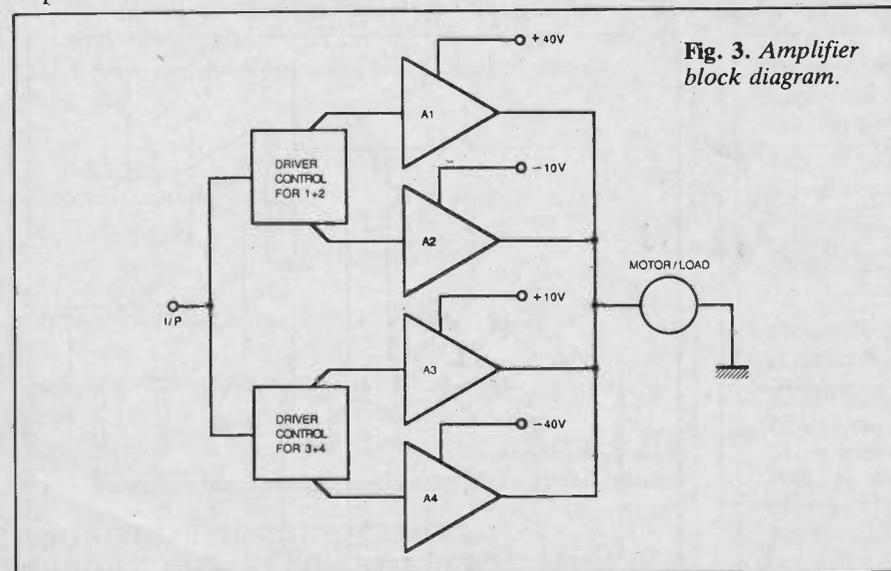 Fig. 3. Amplifier
block diagram.
+ 40V
A1
DRIVER
CONTROL
FOR 1+2
– 10V
A2
MOTOR / LOAD
I/P
+ 10V
A3
DRIVER
CONTROL
FOR 3+4
– 40V
A4